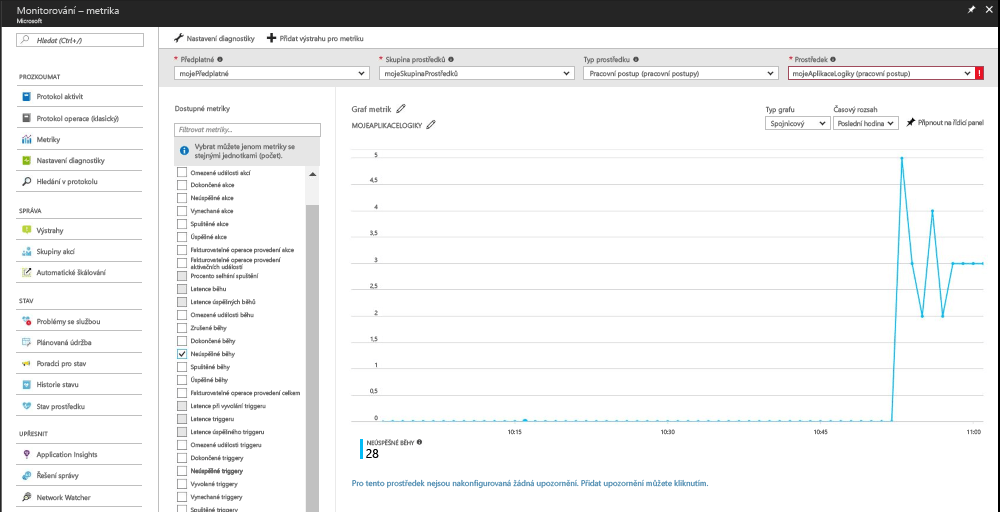 Monitorování – metrika
Microsoft
Hledat (Ctrl+/)
PROZKOUMAT
Protokol aktivit
Protokol operace (klasický)
Metriky
Nastavení diagnostiky
Hledání v protokolu
SPRÁVA
Výstrahy
Skupiny akcí
Automatické škálování
STAV
Problémy se službou
Plánovaná údržba
Poradci pro stav
Historie stavu
Stav prostředku
UPŘESNIT
Application Insights
Řešení správy
Network Watcher
Nastavení diagnostiky
Přidat výstrahu pro metriku
* Předplatné
mojePředplatné
* Skupina prostředků
mojeSkupinaProstředků
Typ prostředku
Pracovní postup (pracovní postupy)
* Prostředek
mojeAplikaceLogiky (pracovní postup)
Dostupné metriky
Filtrovat metriky...
Vybrat můžete jenom metriky se
stejnými jednotkami (počet).
Omezené události akcí
Dokončené akce
Neúspěšné akce
Vynechané akce
Spuštěné akce
Úspěšné akce
Fakturovatelné operace provedení akce
Fakturovatelné operace provedení
aktivačních událostí
Procento selhání spuštění
Latence běhu
Latence úspěšných běhů
Omezené události běhu
Zrušené běhy
Dokončené běhy
Neúspěšné běhy
Spuštěné běhy
Úspěšné běhy
Fakturovatelné operace provedení celkem
Latence při vyvolání triggeru
Latence triggeru
Latence úspěšného triggeru
Omezené události triggeru
Dokončené triggery
Neúspěšné triggery
Vyvolané triggery
Vynechané triggery
Spuštěné triggery
Graf metrik
MOJEAPLIKACELOGIKY
Typ grafu
Spojnicový
Časový rozsah
Poslední hodina
Připnout na řídicí panel
5
4,5
4
3,5
3
2,5
2
1,5
1
0,5
0
10:15
10:30
10:45
11:00
NEÚSPĚŠNÉ BĚHY
28
Pro tento prostředek nejsou nakonfigurovaná žádná upozornění. Přidat upozornění můžete kliknutím.